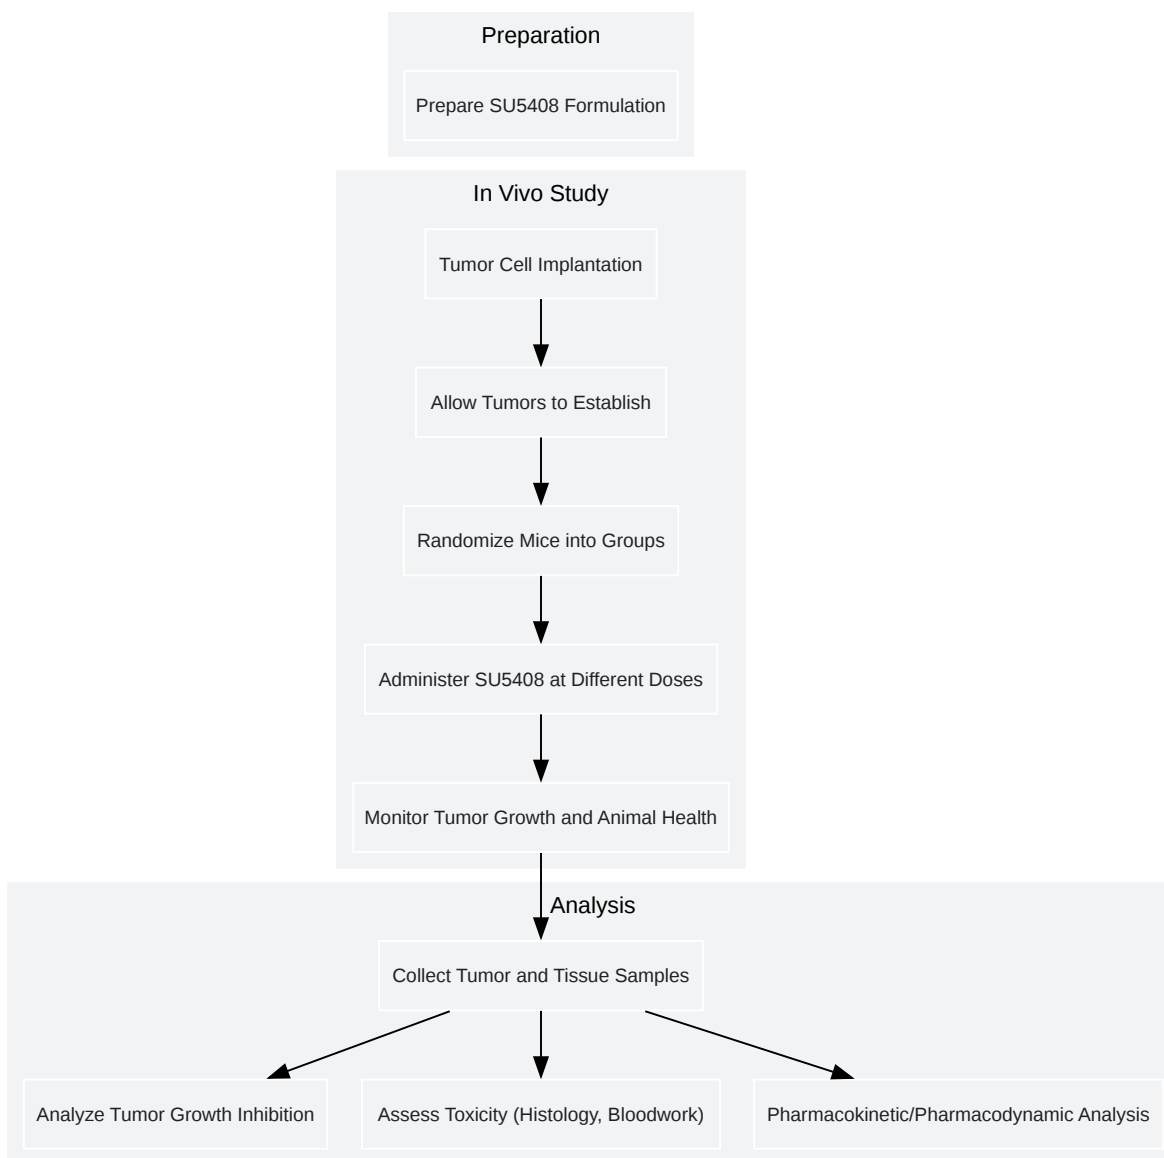 Preparation
Prepare SU5408 Formulation
In Vivo Study
Tumor Cell Implantation
Allow Tumors to Establish
Randomize Mice into Groups
Administer SU5408 at Different Doses
Monitor Tumor Growth and Animal Health
Analysis
Collect Tumor and Tissue Samples
Analyze Tumor Growth Inhibition
Assess Toxicity (Histology, Bloodwork)
Pharmacokinetic/Pharmacodynamic Analysis